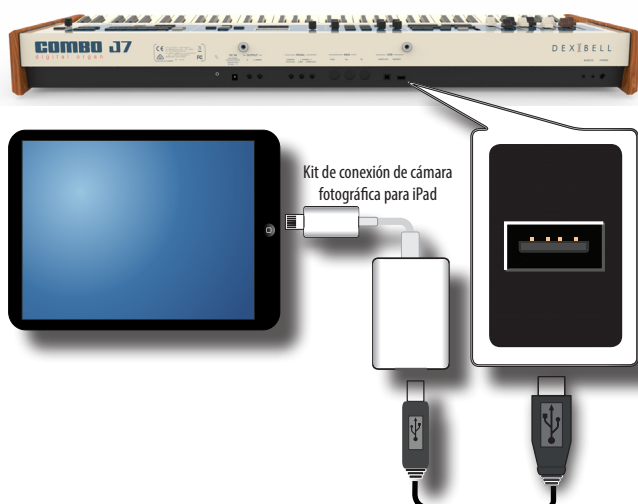 COMBO J7
digital organ
DEXIBELL
Kit de conexión de cámara
fotográfica para iPad